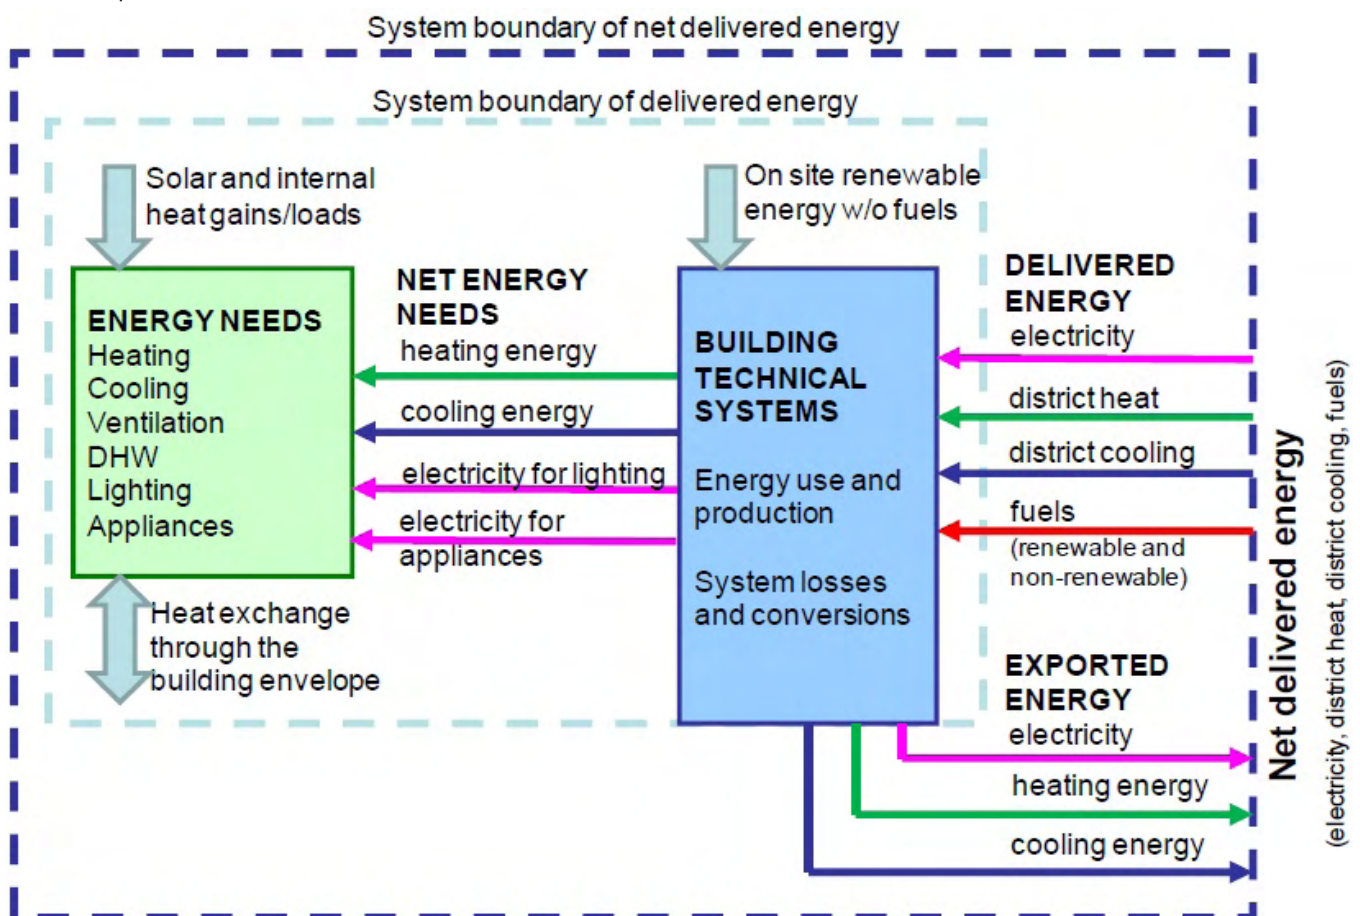 System boundary of net delivered energy
System boundary of delivered energy
Solar and internal
heat gains/loads
On site renewable
energy w/o fuels
ENERGY NEEDS
Heating
Cooling
Ventilation
DHW
Lighting
Appliances
NET ENERGY
NEEDS
heating energy
cooling energy
electricity for lighting
electricity for
appliances
BUILDING
TECHNICAL
SYSTEMS
Energy use and
production
System losses
and conversions
DELIVERED
ENERGY
electricity
district heat
district cooling
fuels
(renewable and
non-renewable)
Heat exchange
through the
building envelope
EXPORTED
ENERGY
electricity
heating energy
cooling energy
Net delivered energy
(electricity, district heat, district cooling, fuels)